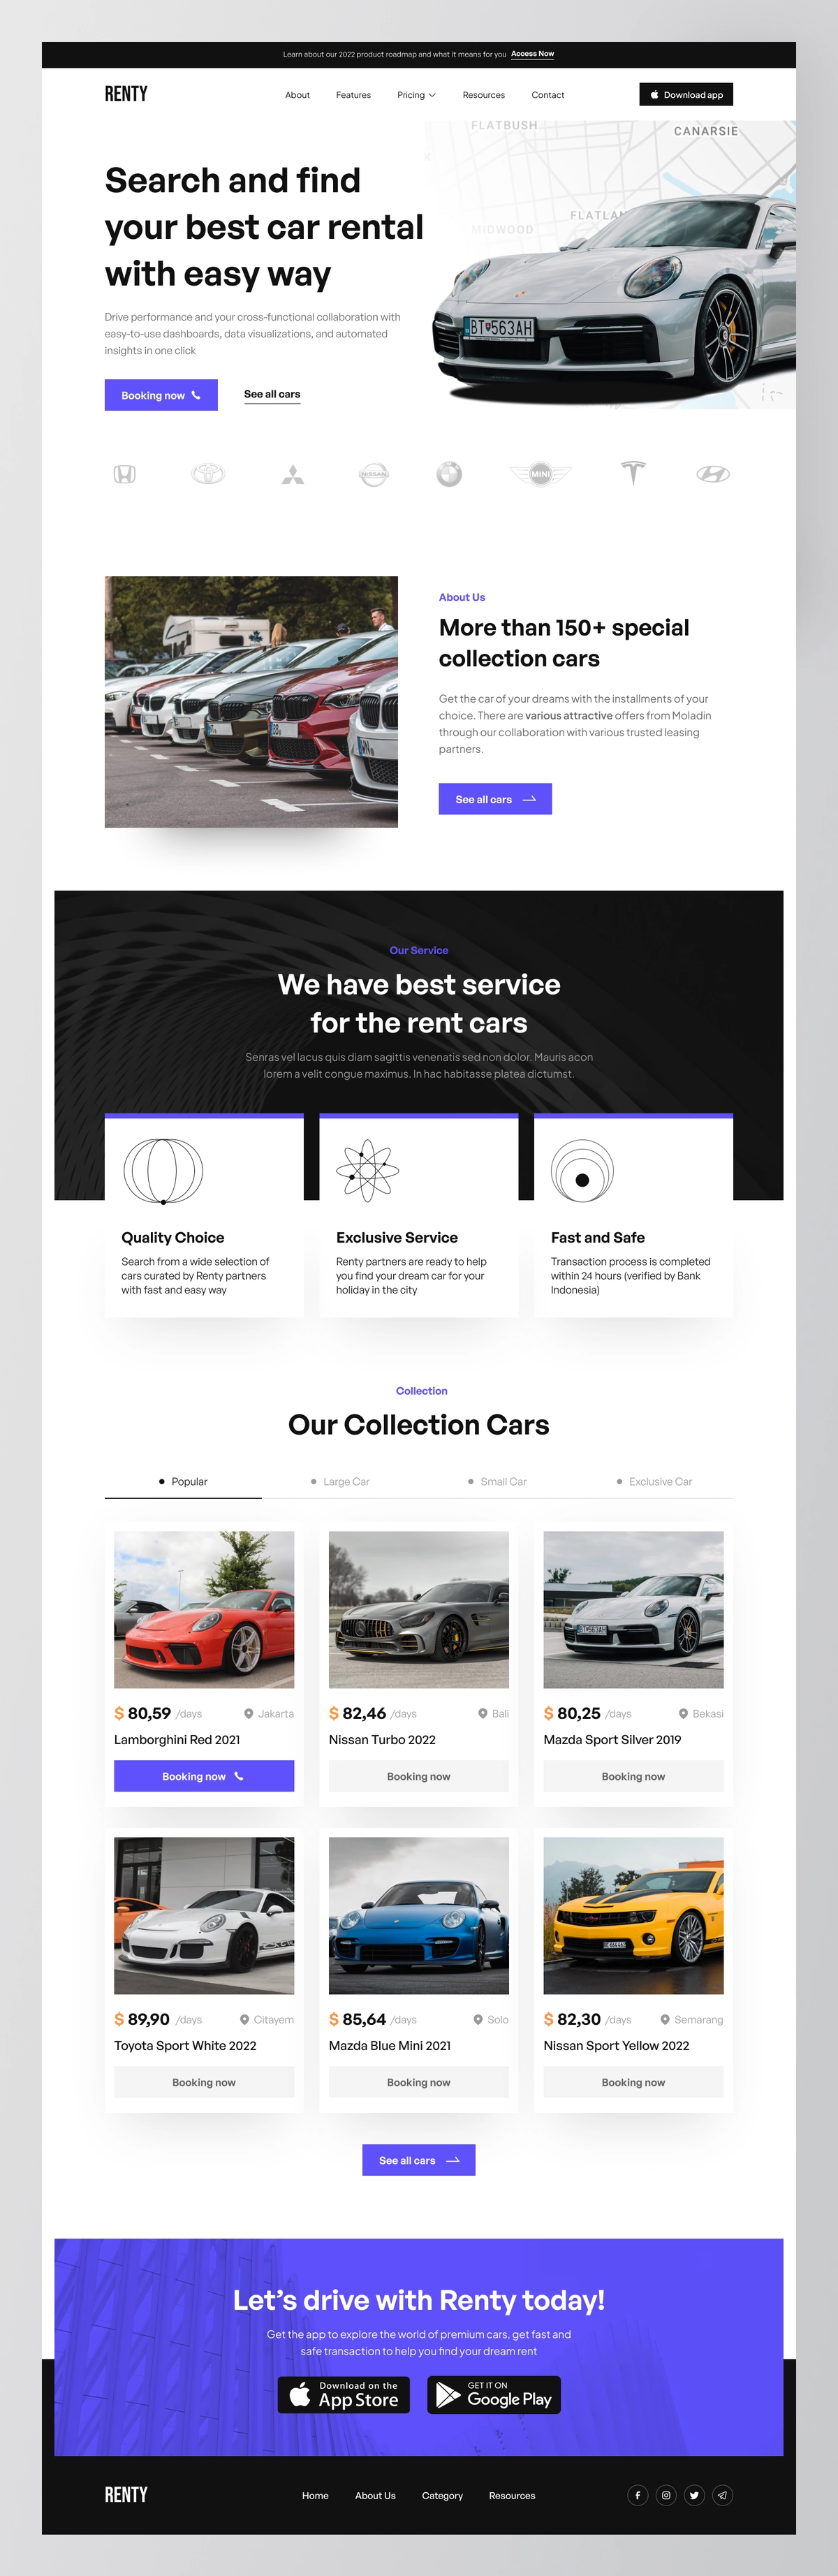 Learn about our 2022 product roadmap and what it means for you Access Now
RENTY
About Features Pricing Resources Contact
Download app
FLATBUSH
CANARSIE
MIDWOOD
Search and find
your best car rental
with easy way
Drive performance and your cross-functional collaboration with
easy-to-use dashboards, data visualizations, and automated
insights in one click
Booking now See all cars
BT 563AH
NISSAN
MINI
About Us
More than 150+ special
collection cars
Get the car of your dreams with the installments of your
choice. There are various attractive offers from Moladin
through our collaboration with various trusted leasing
partners.
See all cars
Our Service
We have best service
for the rent cars
Senras vel lacus quis diam sagittis venenatis sed non dolor. Mauris acon
lorem a velit congue maximus. In hac habitasse platea dictumst.
Quality Choice
Search from a wide selection of
cars curated by Renty partners
with fast and easy way
Exclusive Service
Renty partners are ready to help
you find your dream car for your
holiday in the city
Fast and Safe
Transaction process is completed
within 24 hours (verified by Bank
Indonesia)
Collection
Our Collection Cars
Popular Large Car Small Car Exclusive Car
$ 80,59 /days Jakarta
Lamborghini Red 2021
Booking now
$ 82,46 /days Bali
Nissan Turbo 2022
Booking now
BT 563AH
$ 80,25 /days Bekasi
Mazda Sport Silver 2019
Booking now
$ 89,90 /days Citayem
Toyota Sport White 2022
Booking now
$ 85,64 /days Solo
Mazda Blue Mini 2021
Booking now
$ 82,30 /days Semarang
Nissan Sport Yellow 2022
Booking now
See all cars
Let's drive with Renty today!
Get the app to explore the world of premium cars, get fast and
safe transaction to help you find your dream rent
Download on the
App Store
GET IT ON
Google Play
RENTY
Home About Us Category Resources